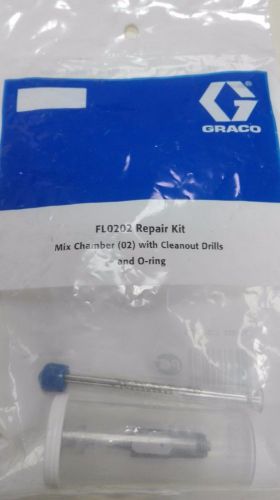 GRACO
FL0202 Repair Kit
Mix Chamber (02) with Cleanout Drills
and O-ring